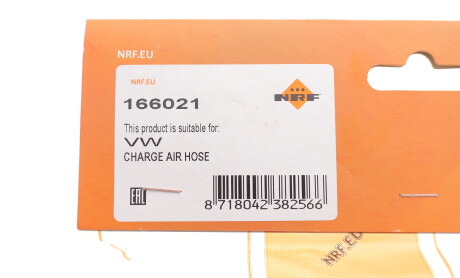 NRF.EU
NRF.EU
166021
NRF
This product is suitable for:
VW
CHARGE AIR HOSE
EAC
8 718042 382566
NRF.EU